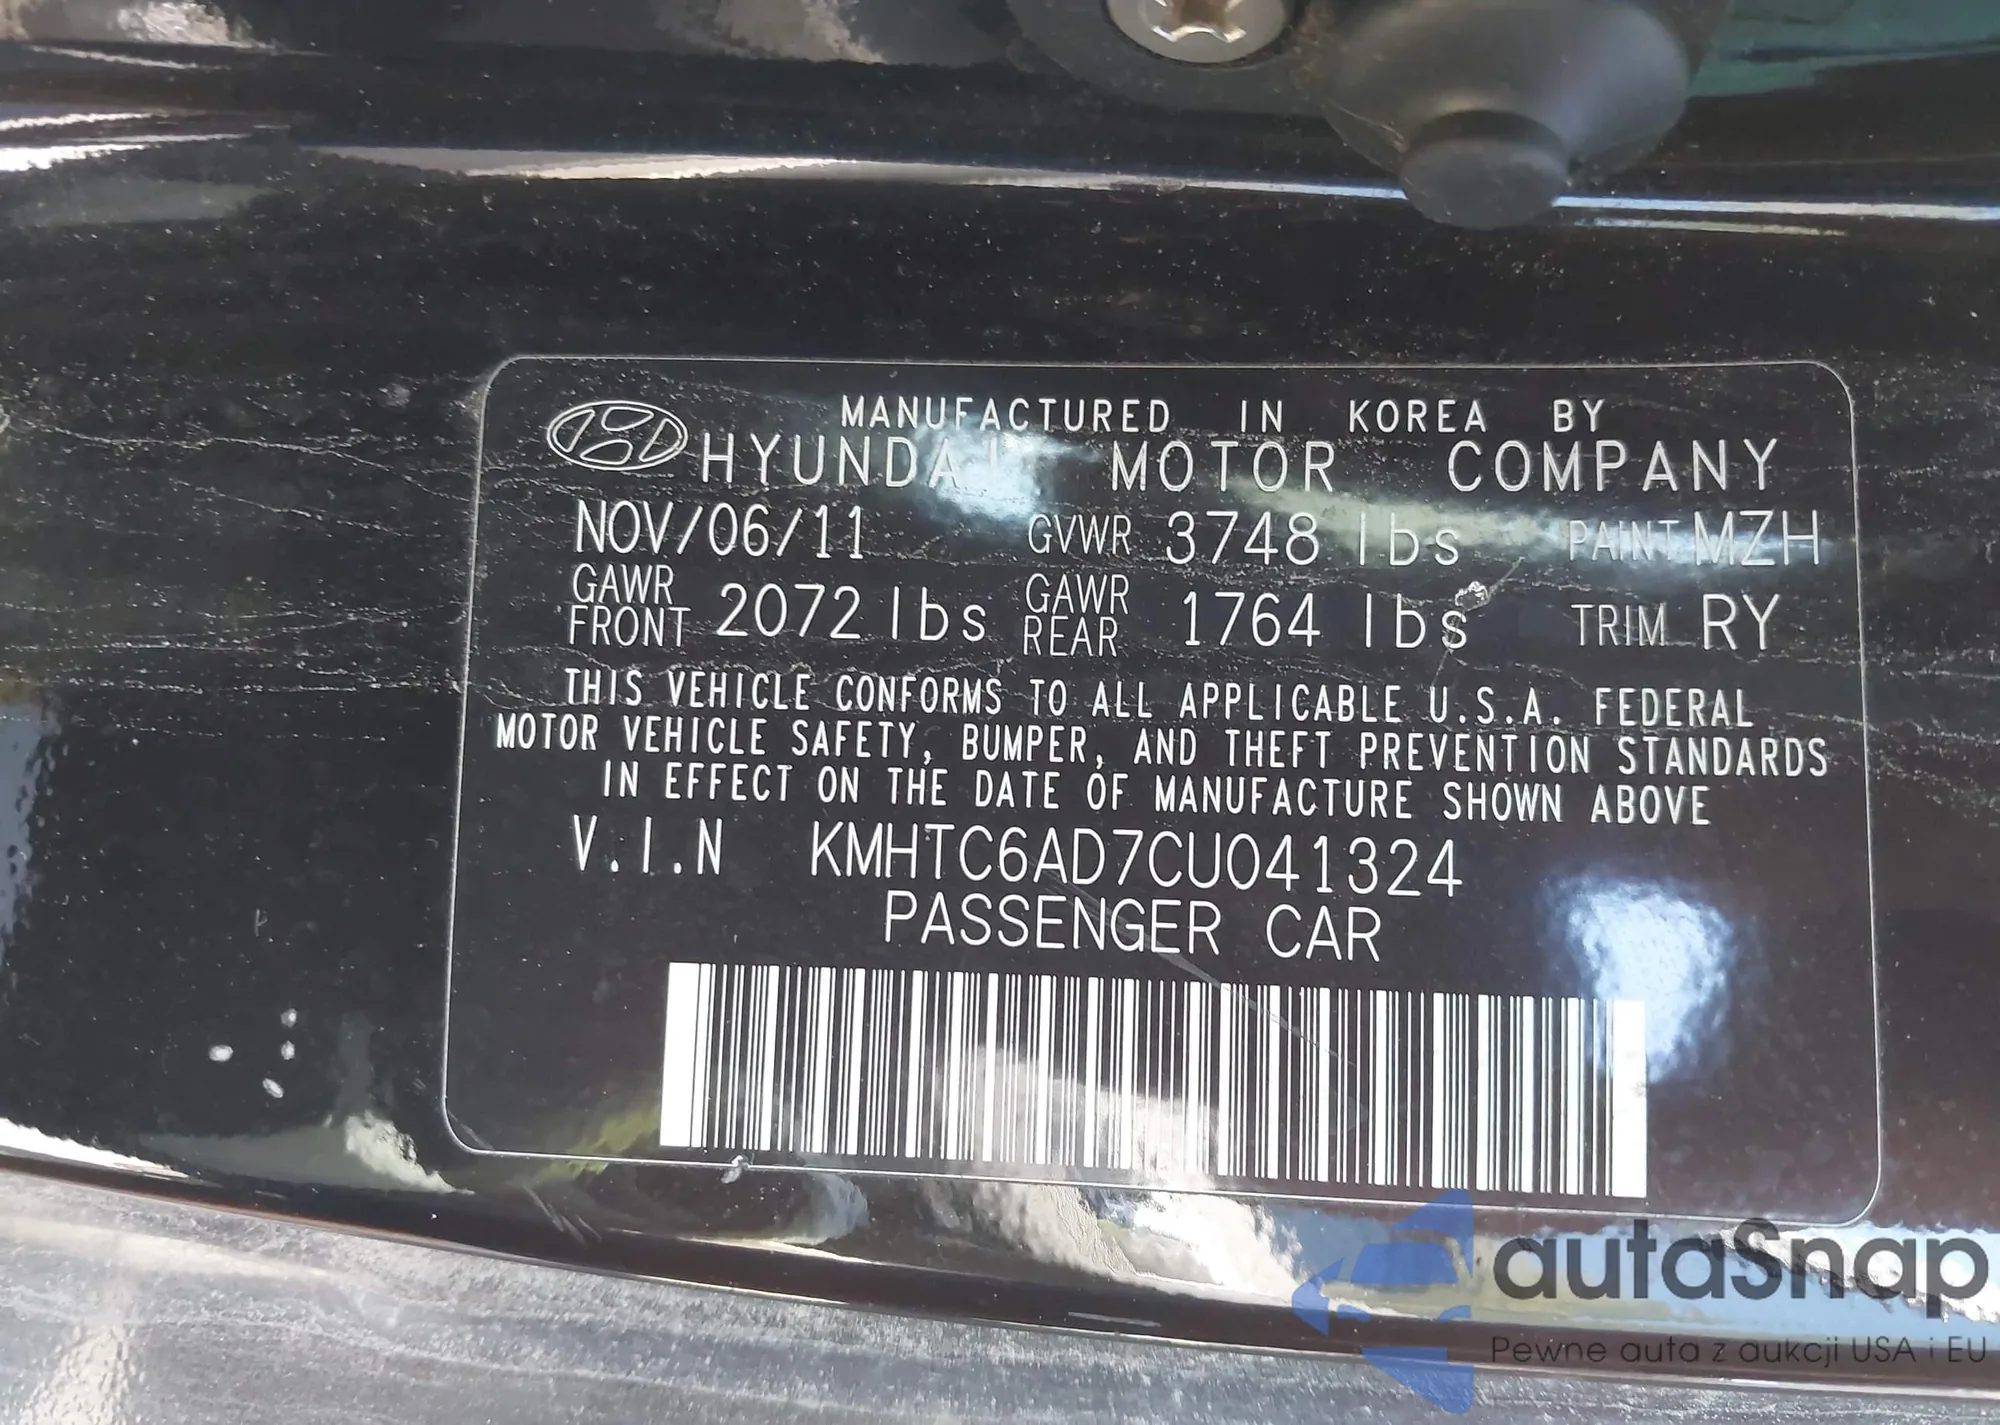 MANUFACTURED IN KOREA BY
HYUNDAI MOTOR COMPANY
NOV/06/11 GVWR 3748 lbs PAINT MZH
GAWR FRONT 2072 lbs GAWR REAR 1764 lbs TRIM RY
THIS VEHICLE CONFORMS TO ALL APPLICABLE U.S.A. FEDERAL
MOTOR VEHICLE SAFETY, BUMPER, AND THEFT PREVENTION STANDARDS
IN EFFECT ON THE DATE OF MANUFACTURE SHOWN ABOVE
V.I.N KMHTC6AD7CU041324
PASSENGER CAR
autaSnap
Pewne auta z aukcji USA i EU